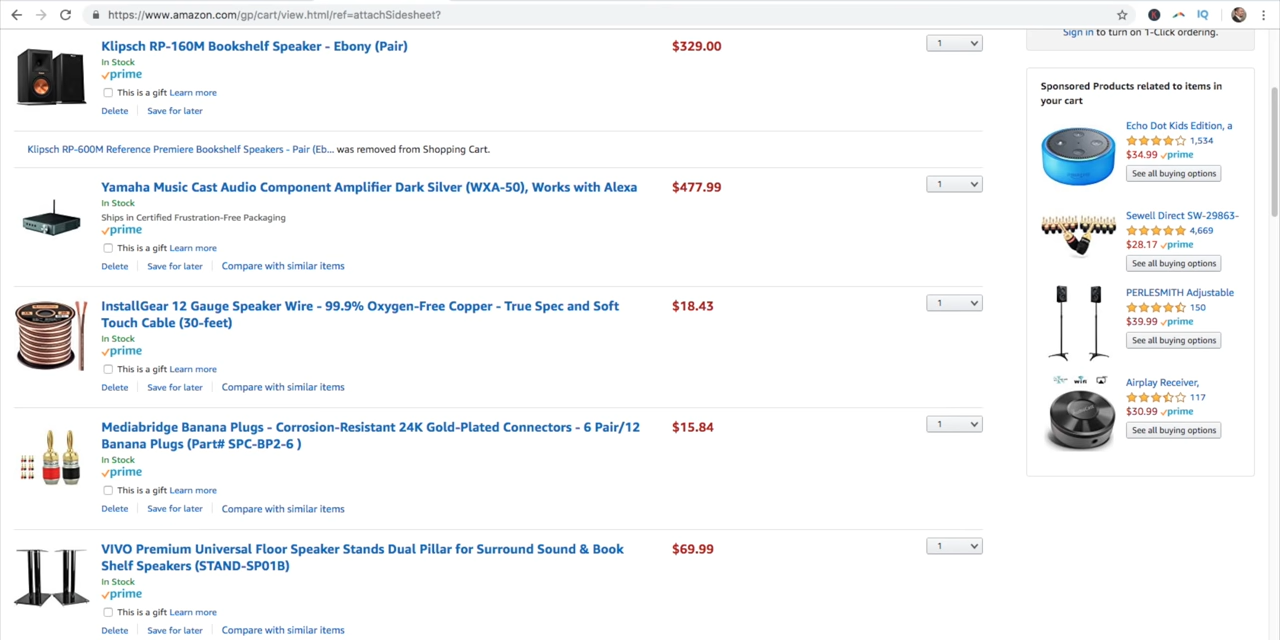 https://www.amazon.com/gp/cart/view.html/ref=attachSidesheet?
IQ
Klipsch RP-160M Bookshelf Speaker - Ebony (Pair)
$329.00
1
In Stock
prime
This is a gift Learn more
Delete
Save for later
Klipsch RP-600M Reference Premiere Bookshelf Speakers - Pair (Eb... was removed from Shopping Cart.
Yamaha Music Cast Audio Component Amplifier Dark Silver (WXA-50), Works with Alexa
$477.99
1
In Stock
Ships in Certified Frustration-Free Packaging
prime
This is a gift Learn more
Delete
Save for later
Compare with similar items
InstallGear 12 Gauge Speaker Wire - 99.9% Oxygen-Free Copper - True Spec and Soft
Touch Cable (30-feet)
$18.43
1
In Stock
prime
This is a gift Learn more
Delete
Save for later
Compare with similar items
Mediabridge Banana Plugs - Corrosion-Resistant 24K Gold-Plated Connectors - 6 Pair/12
Banana Plugs (Part# SPC-BP2-6 )
$15.84
1
In Stock
prime
This is a gift Learn more
Delete
Save for later
Compare with similar items
VIVO Premium Universal Floor Speaker Stands Dual Pillar for Surround Sound & Book
Shelf Speakers (STAND-SP01B)
$69.99
1
In Stock
prime
This is a gift Learn more
Delete
Save for later
Compare with similar items
Sign in to turn on 1-Click ordering.
Sponsored Products related to items in
your cart
Echo Dot Kids Edition, a
1,534
$34.99 prime
See all buying options
Sewell Direct SW-29863-
4,669
$28.17 prime
See all buying options
PERLESMITH Adjustable
150
$39.99 prime
See all buying options
WiFi
Airplay Receiver,
117
$30.99 prime
See all buying options